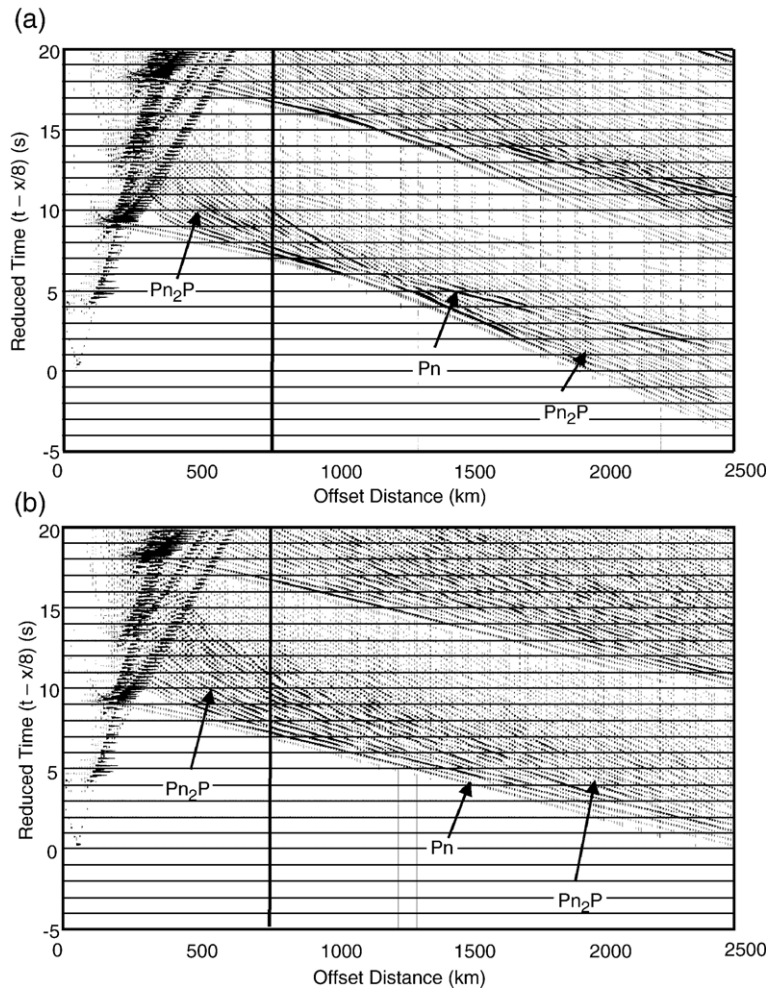 (a)
20
15
10
5
0
-5
Reduced Time (t – x/8) (s)
Pn₂P
Pn
Pn₂P
0 500 1000 1500 2000 2500
Offset Distance (km)
(b)
20
15
10
5
0
-5
Reduced Time (t – x/8) (s)
Pn₂P
Pn
Pn₂P
0 500 1000 1500 2000 2500
Offset Distance (km)